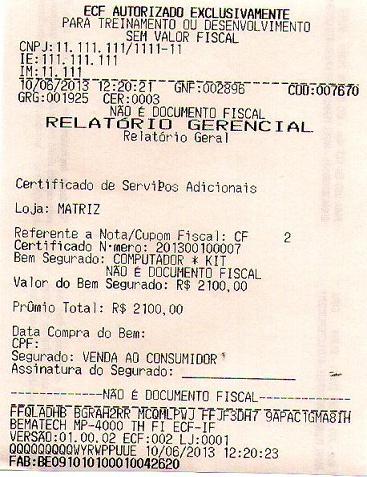 ECF AUTORIZADO EXCLUSIVAMENTE
PARA TREINAMENTO OU DESENVOLVIMENTO
SEM VALOR FISCAL
CNPJ:11.111.111/1111-11
IE:111.111.111
IM:11.111
10/06/2013 12:20:21 GNF:002896 COO:007670
GRG:001925 CER:0003
NÃO É DOCUMENTO FISCAL
RELATÓRIO GERENCIAL
Relatório Geral
Certificado de ServiÞos Adicionais
Loja: MATRIZ
Referente a Nota/Cupom Fiscal: CF 2
Certificado N·mero: 201300100007
Bem Segurado: COMPUTADOR * KIT
NÃO É DOCUMENTO FISCAL
Valor do Bem Segurado: R$ 2100,00
PrÛmio Total: R$ 2100,00
Data Compra do Bem:
CPF:
Segurado: VENDA AO CONSUMIDOR
Assinatura do Segurado: ____________________
NÃO É DOCUMENTO FISCAL
BEMATECH MP-4000 TH FI ECF-IF
VERSÃO:01.00.02 ECF:002 LJ:0001
QQQQQQQQQWYRWPPUUE 10/06/2013 12:20:23
FAB:BE091010100010042620